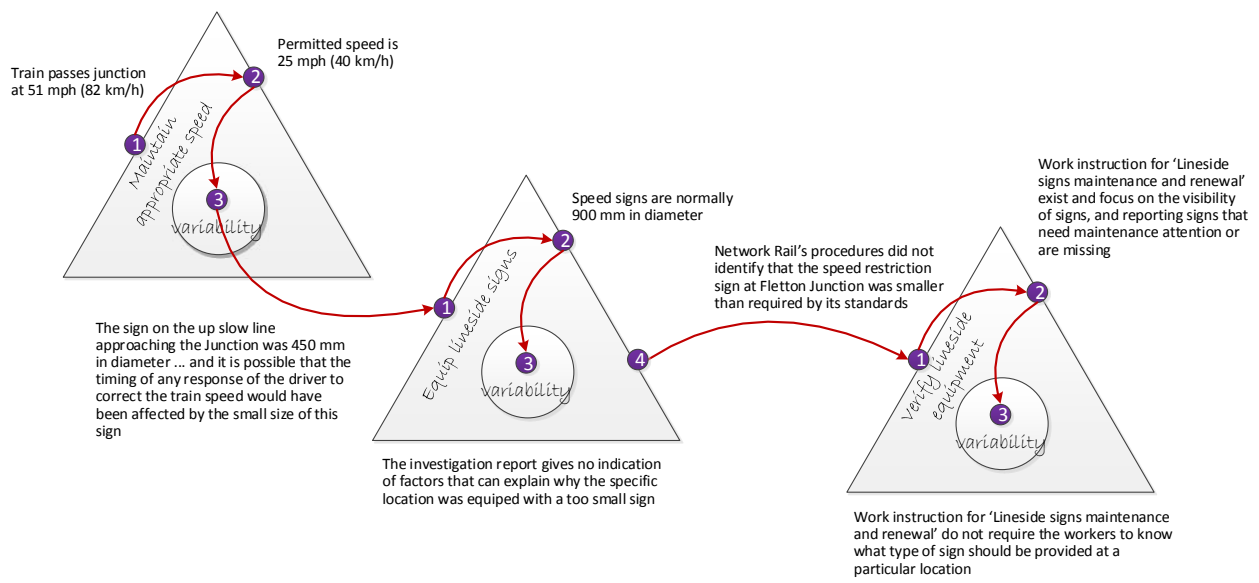 Train passes junction
at 51 mph (82 km/h)
Permitted speed is
25 mph (40 km/h)
1
2
3
Maintain
appropriate speed
variability
The sign on the up slow line
approaching the Junction was 450 mm
in diameter ... and it is possible that the
timing of any response of the driver to
correct the train speed would have
been affected by the small size of this
sign
Speed signs are normally
900 mm in diameter
1
2
3
4
Equip lineside signs
variability
The investigation report gives no indication
of factors that can explain why the specific
location was equiped with a too small sign
Network Rail's procedures did not
identify that the speed restriction
sign at Fletton Junction was smaller
than required by its standards
Work instruction for ‘Lineside
signs maintenance and renewal’
exist and focus on the visibility
of signs, and reporting signs that
need maintenance attention or
are missing
1
2
3
Verify lineside
equipment
variability
Work instruction for ‘Lineside signs maintenance
and renewal’ do not require the workers to know
what type of sign should be provided at a
particular location